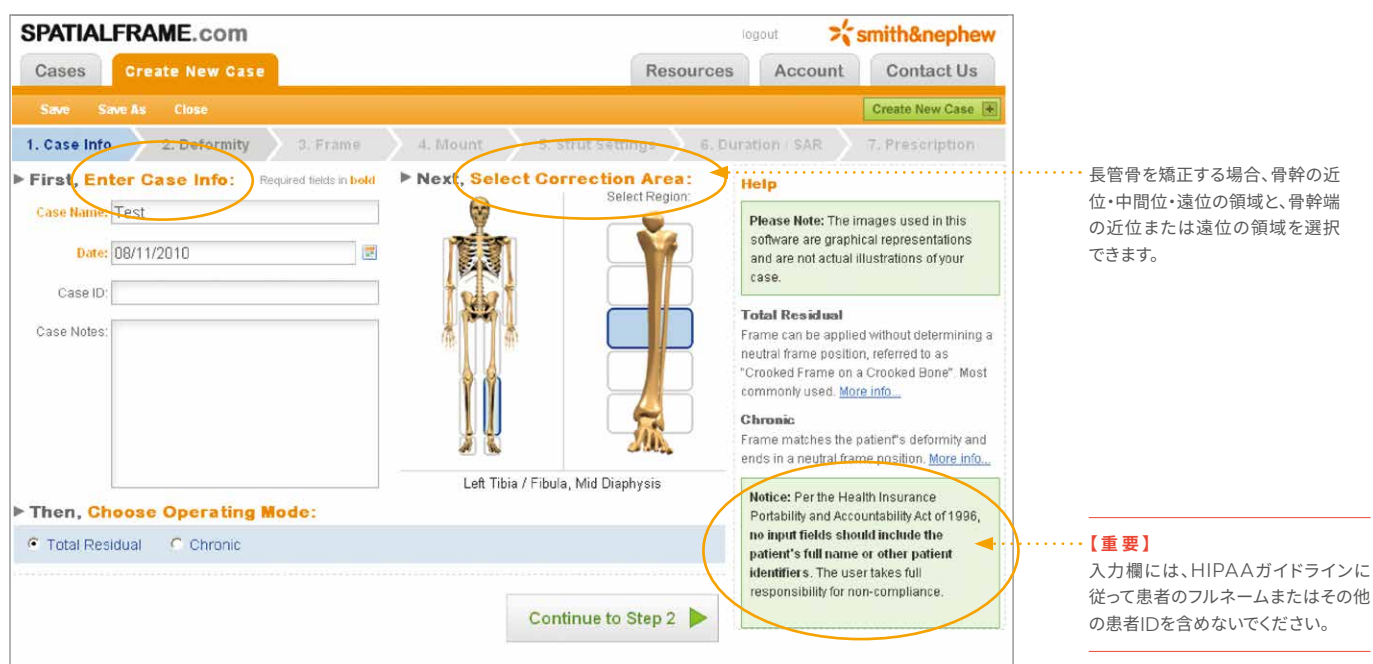 SPATIALFRAME.com
logout
smith&nephew
Cases
Create New Case
Resources
Account
Contact Us
Save
Save As
Close
Create New Case
1. Case Info
2. Deformity
3. Frame
4. Mount
5. Strut Settings
6. Duration / SAR
7. Prescription
First, Enter Case Info:
Required fields in bold
Case Name:
Test
Date:
08/11/2010
Case ID:
Case Notes:
Next, Select Correction Area:
Select Region:
Left Tibia / Fibula, Mid Diaphysis
Then, Choose Operating Mode:
Total Residual
Chronic
Continue to Step 2
Help
Please Note: The images used in this
software are graphical representations
and are not actual illustrations of your
case.
Total Residual
Frame can be applied without determining a
neutral frame position, referred to as
"Crooked Frame on a Crooked Bone". Most
commonly used. More info...
Chronic
Frame matches the patient's deformity and
ends in a neutral frame position. More info...
Notice: Per the Health Insurance
Portability and Accountability Act of 1996,
no input fields should include the
patient's full name or other patient
identifiers. The user takes full
responsibility for non-compliance.
長管骨を矯正する場合、骨幹の近
位・中間位・遠位の領域と、骨幹端
の近位または遠位の領域を選択
できます。
【重要】
入力欄には、HIPAAガイドラインに
従って患者のフルネームまたはその他
の患者IDを含めないでください。